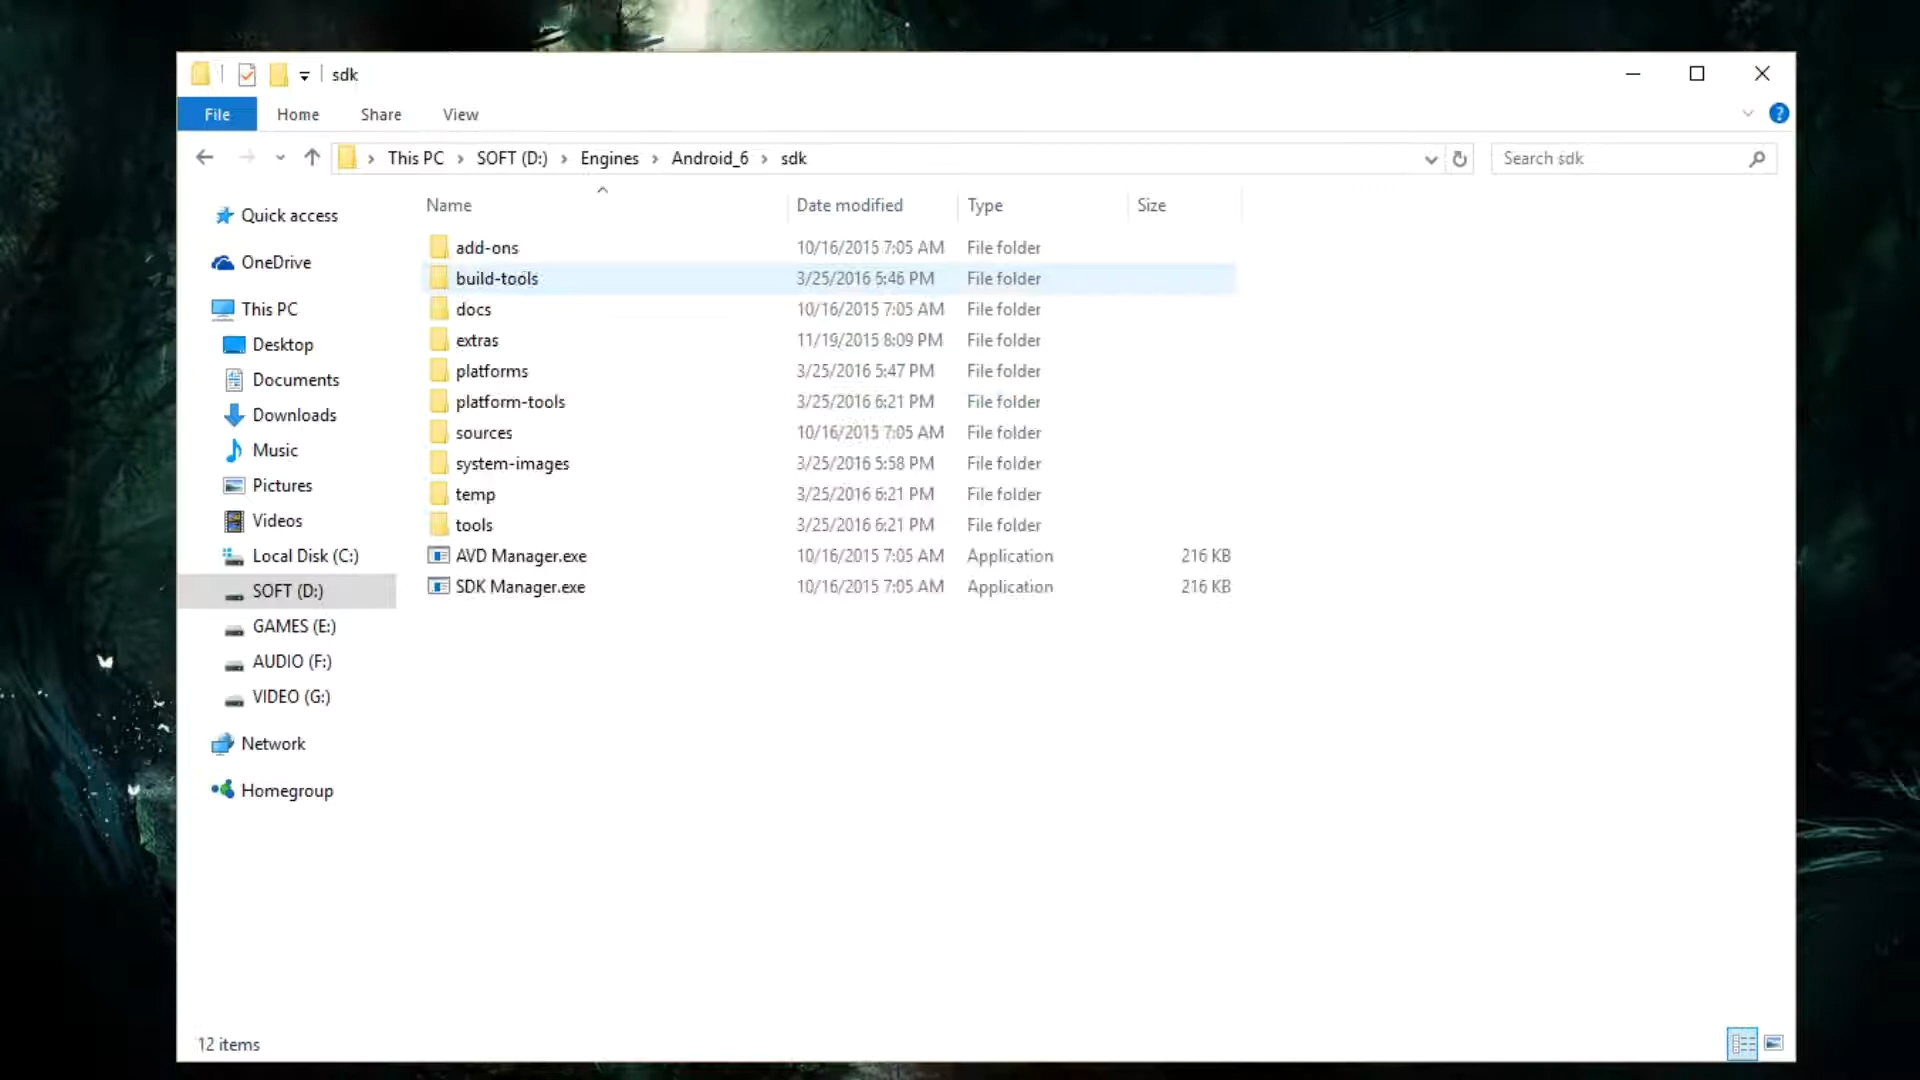 sdk
File Home Share View
This PC SOFT (D:) Engines Android_6 sdk Search sdk
Name Date modified Type Size
Quick access
OneDrive
This PC
Desktop
Documents
Downloads
Music
Pictures
Videos
Local Disk (C:)
SOFT (D:)
GAMES (E:)
AUDIO (F:)
VIDEO (G:)
Network
Homegroup
add-ons 10/16/2015 7:05 AM File folder
build-tools 3/25/2016 5:46 PM File folder
docs 10/16/2015 7:05 AM File folder
extras 11/19/2015 8:09 PM File folder
platforms 3/25/2016 5:47 PM File folder
platform-tools 3/25/2016 6:21 PM File folder
sources 10/16/2015 7:05 AM File folder
system-images 3/25/2016 5:58 PM File folder
temp 3/25/2016 6:21 PM File folder
tools 3/25/2016 6:21 PM File folder
AVD Manager.exe 10/16/2015 7:05 AM Application 216 KB
SDK Manager.exe 10/16/2015 7:05 AM Application 216 KB
12 items